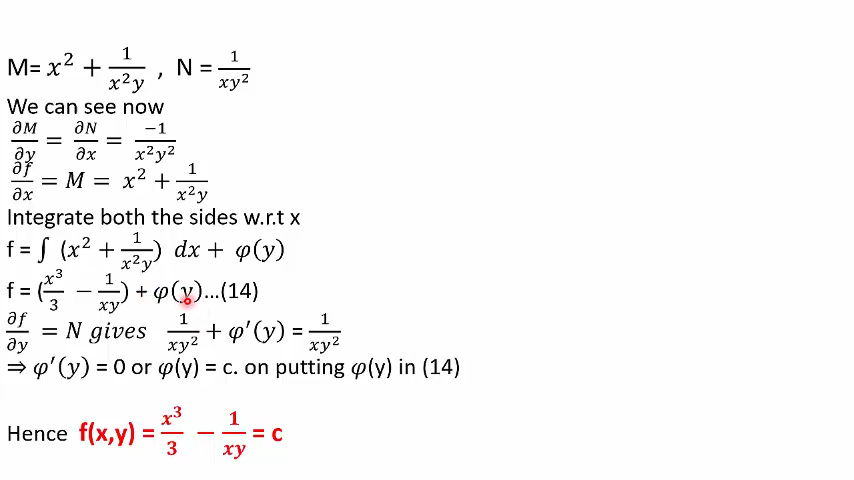 M= x² + 1/(x²y) , N = 1/(xy²)
We can see now
∂M/∂y = ∂N/∂x = −1/(x²y²)
∂f/∂x = M = x² + 1/(x²y)
Integrate both the sides w.r.t x
f = ∫ (x² + 1/(x²y)) dx + φ(y)
f = (x³/3 − 1/(xy)) + φ(y)...(14)
∂f/∂y = N gives 1/(xy²) + φ′(y) = 1/(xy²)
⇒ φ′(y) = 0 or φ(y) = c. on putting φ(y) in (14)
Hence f(x,y) = x³/3 − 1/(xy) = c